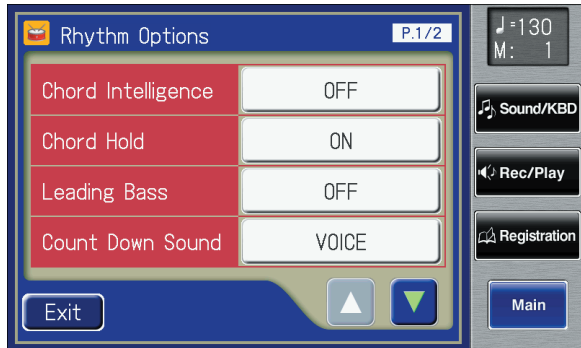 Rhythm Options P.1/2
♩=130
M: 1
Chord Intelligence OFF
Chord Hold ON
Leading Bass OFF
Count Down Sound VOICE
Exit
Sound/KBD
Rec/Play
Registration
Main